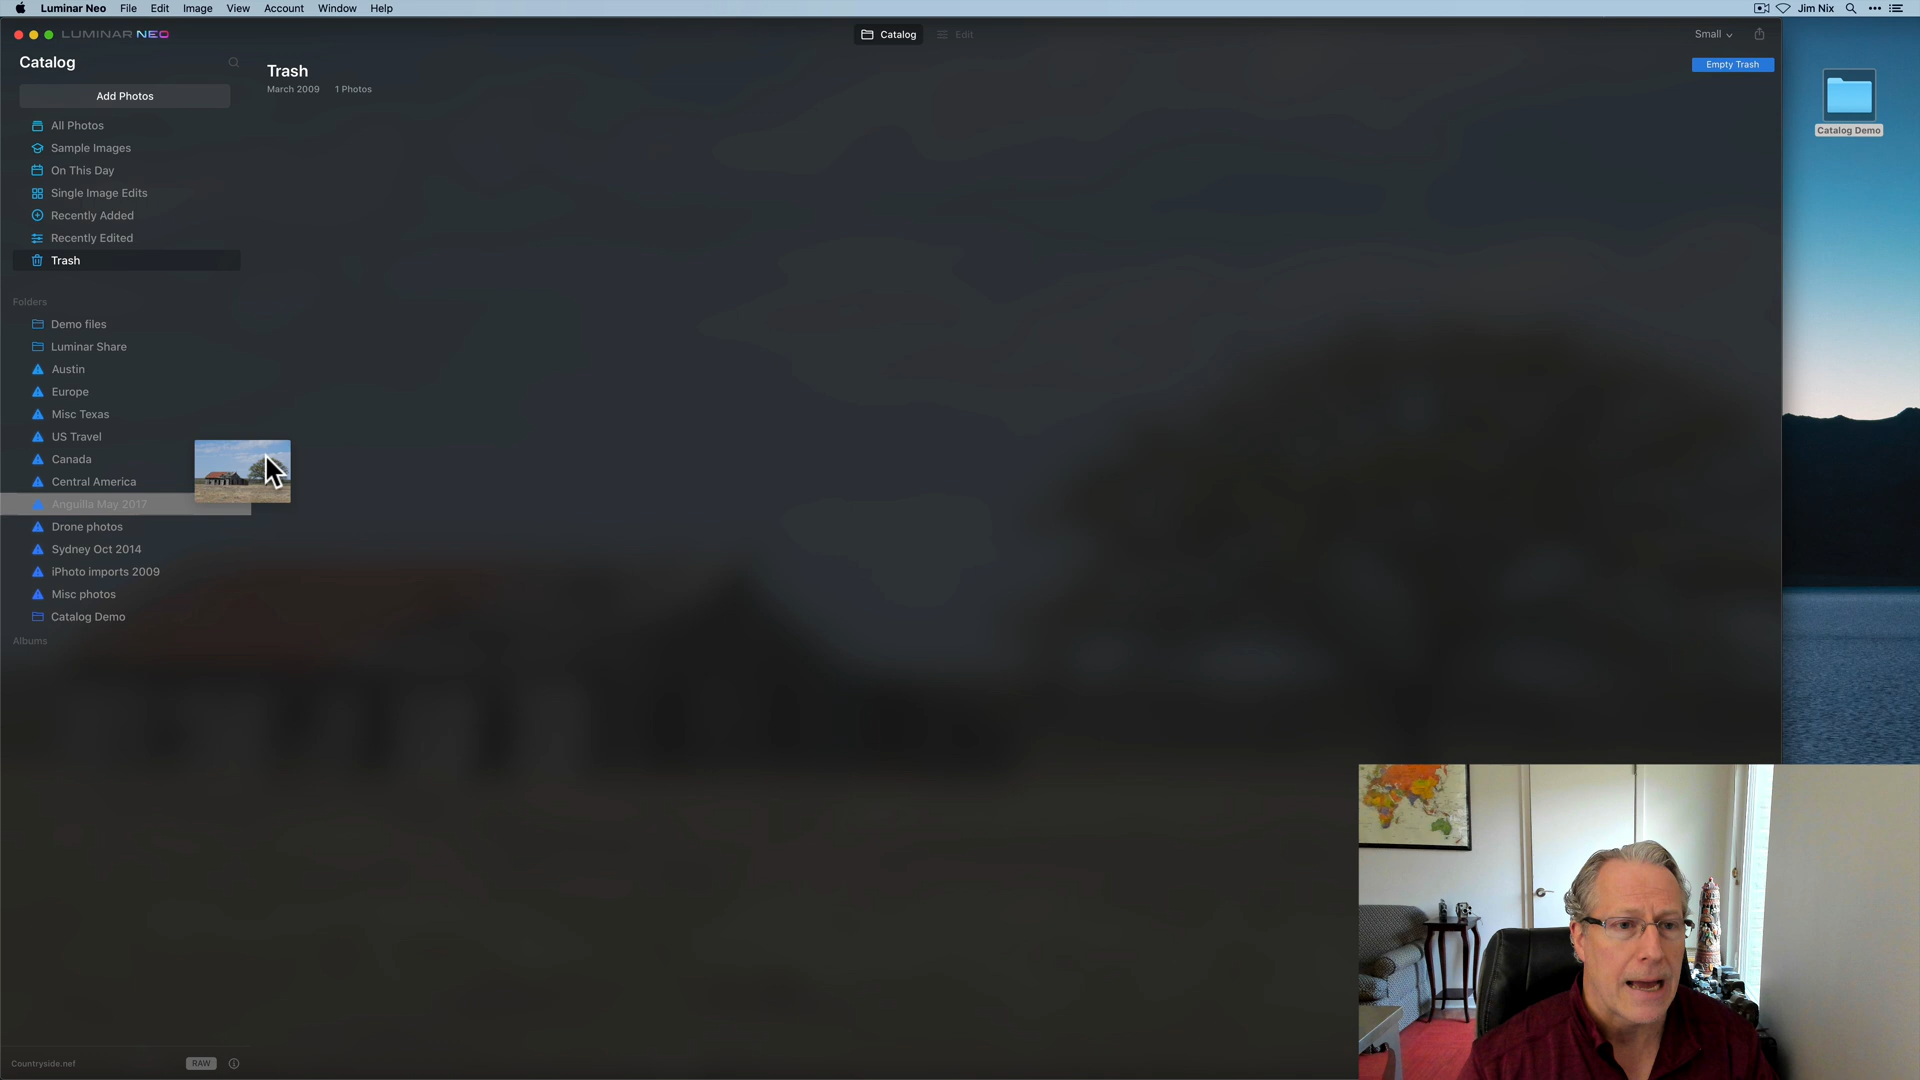 Luminar Neo File Edit Image View Account Window Help Jim Nix
LUMINAR NEO Catalog Edit Small
Catalog
Trash
Empty Trash
March 2009 1 Photos
Add Photos
All Photos
Sample Images
On This Day
Single Image Edits
Recently Added
Recently Edited
Trash
Folders
Demo files
Luminar Share
Austin
Europe
Misc Texas
US Travel
Canada
Central America
Anguilla May 2017
Drone photos
Sydney Oct 2014
iPhoto imports 2009
Misc photos
Catalog Demo
Albums
Countryside.nef RAW
Catalog Demo